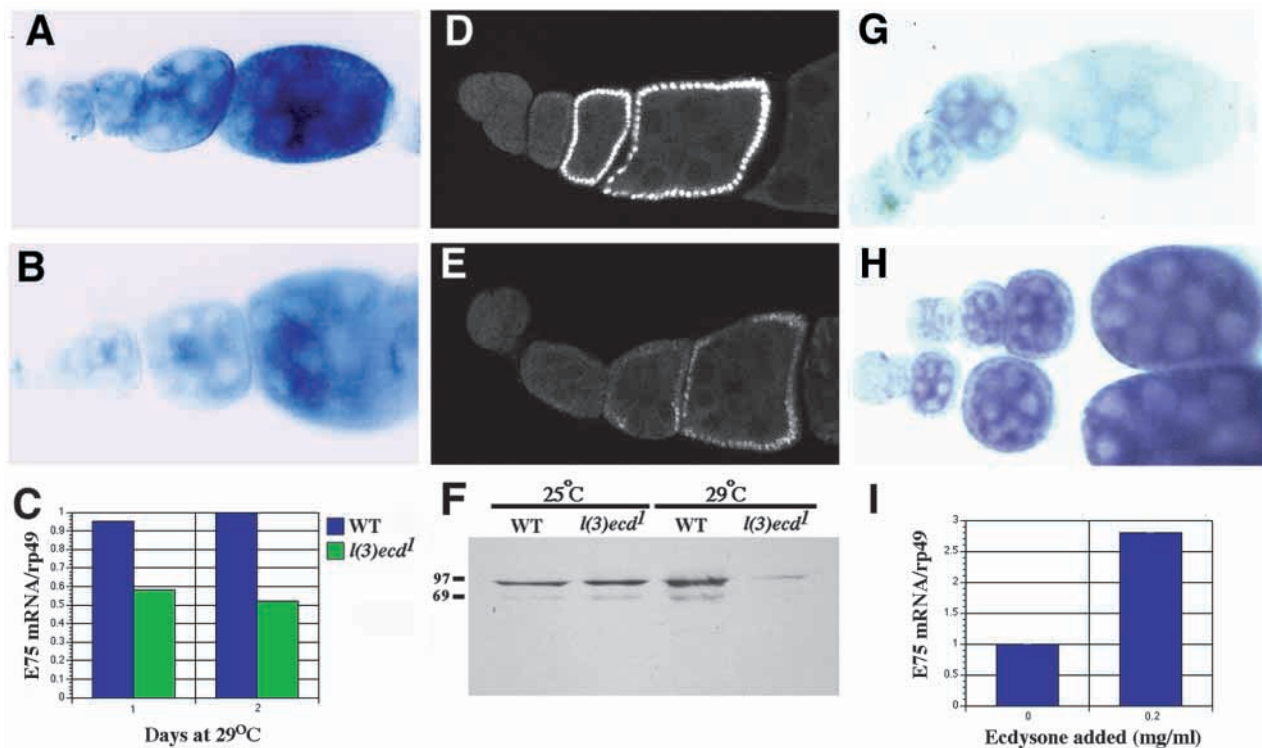 A
B
C
E75 mRNA/rp49
1
0.9
0.8
0.7
0.6
0.5
0.4
0.3
0.2
0.1
0
1
2
Days at 29°C
WT
l(3)ecd1
D
E
F
25°C
29°C
WT
l(3)ecd1
WT
l(3)ecd1
97
69
G
H
I
E75 mRNA/rp49
3
2.5
2
1.5
1
0.5
0
0
0.2
Ecdysone added (mg/ml)